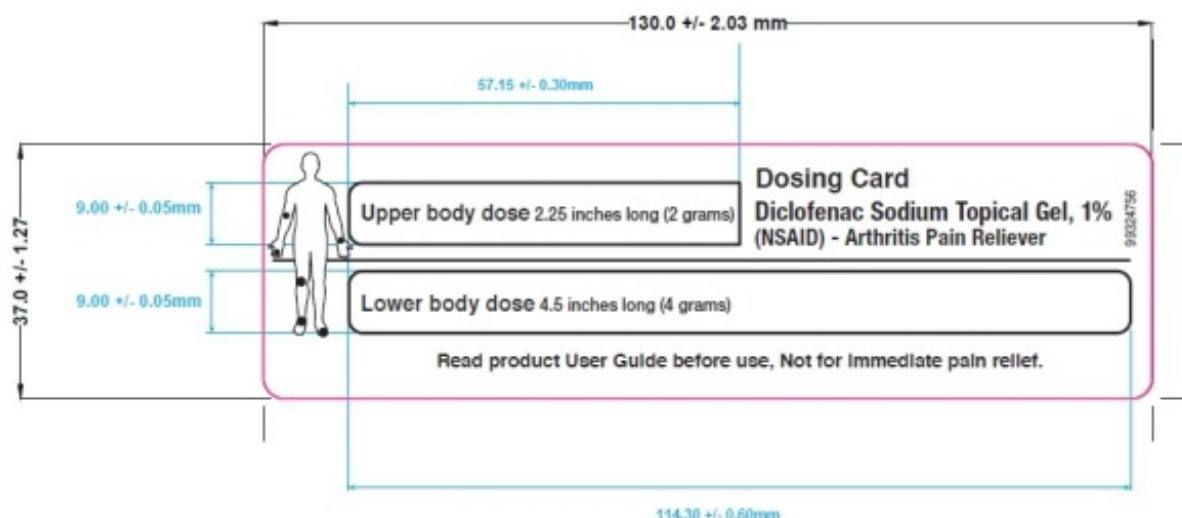 130.0 +/- 2.03 mm
57.15 +/- 0.30mm
37.0 +/- 1.27
9.00 +/- 0.05mm
Upper body dose 2.25 inches long (2 grams)
Dosing Card
Diclofenac Sodium Topical Gel, 1%
(NSAID) - Arthritis Pain Reliever
99324756
9.00 +/- 0.05mm
Lower body dose 4.5 inches long (4 grams)
Read product User Guide before use, Not for immediate pain relief.
114.30 +/- 0.60mm